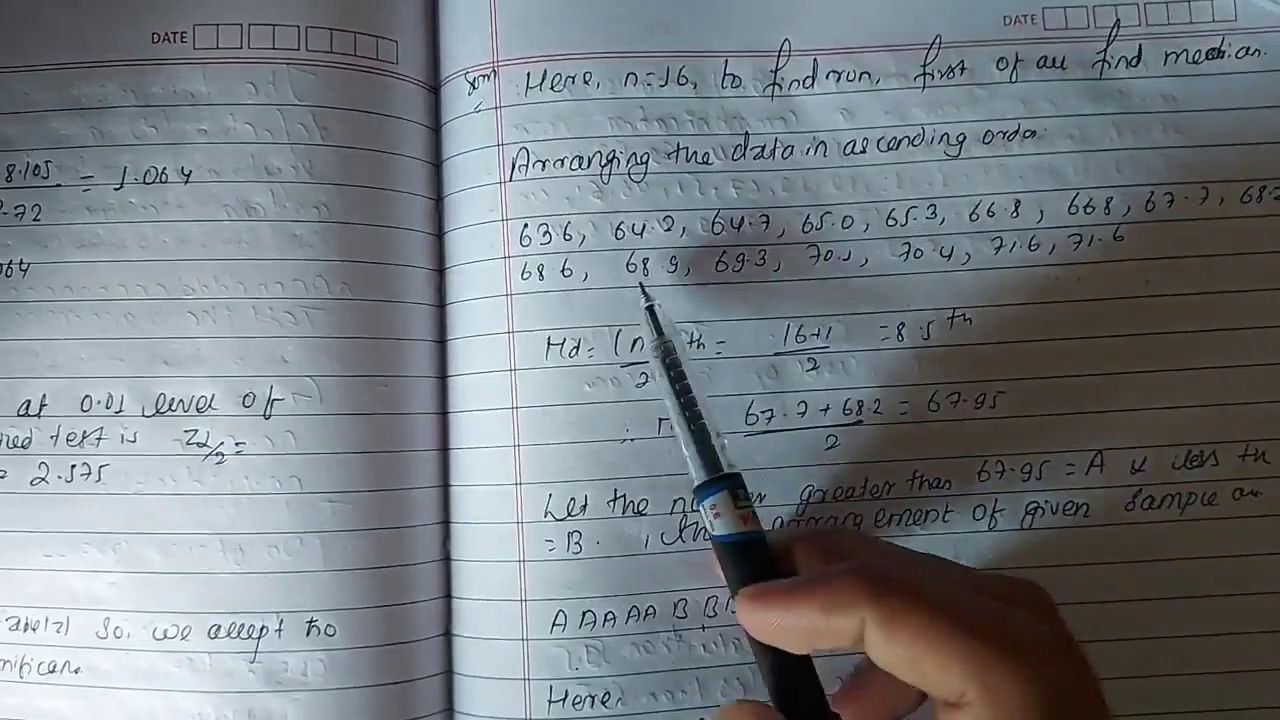 DATE
8.105 = 1.064
.72
064
at 0.01 level of
test is Zα/2=
= 2.575
So, we accept
DATE
Soln Here, n=16, to find run, first of all find median.
Arranging the data in ascending order.
63.6, 64.2, 64.7, 65.0, 65.3, 66.8, 66.8, 67.7, 68.2
68.6, 68.9, 69.3, 70.1, 70.4, 71.6, 71.6
Md = (n th = 16+1 = 8.5th
2 2
∴ 67.7+68.2 = 67.95
2
Let the greater than 67.95 = A & less th
= B. , arrangement of given sample
A A A A A B B
Here,